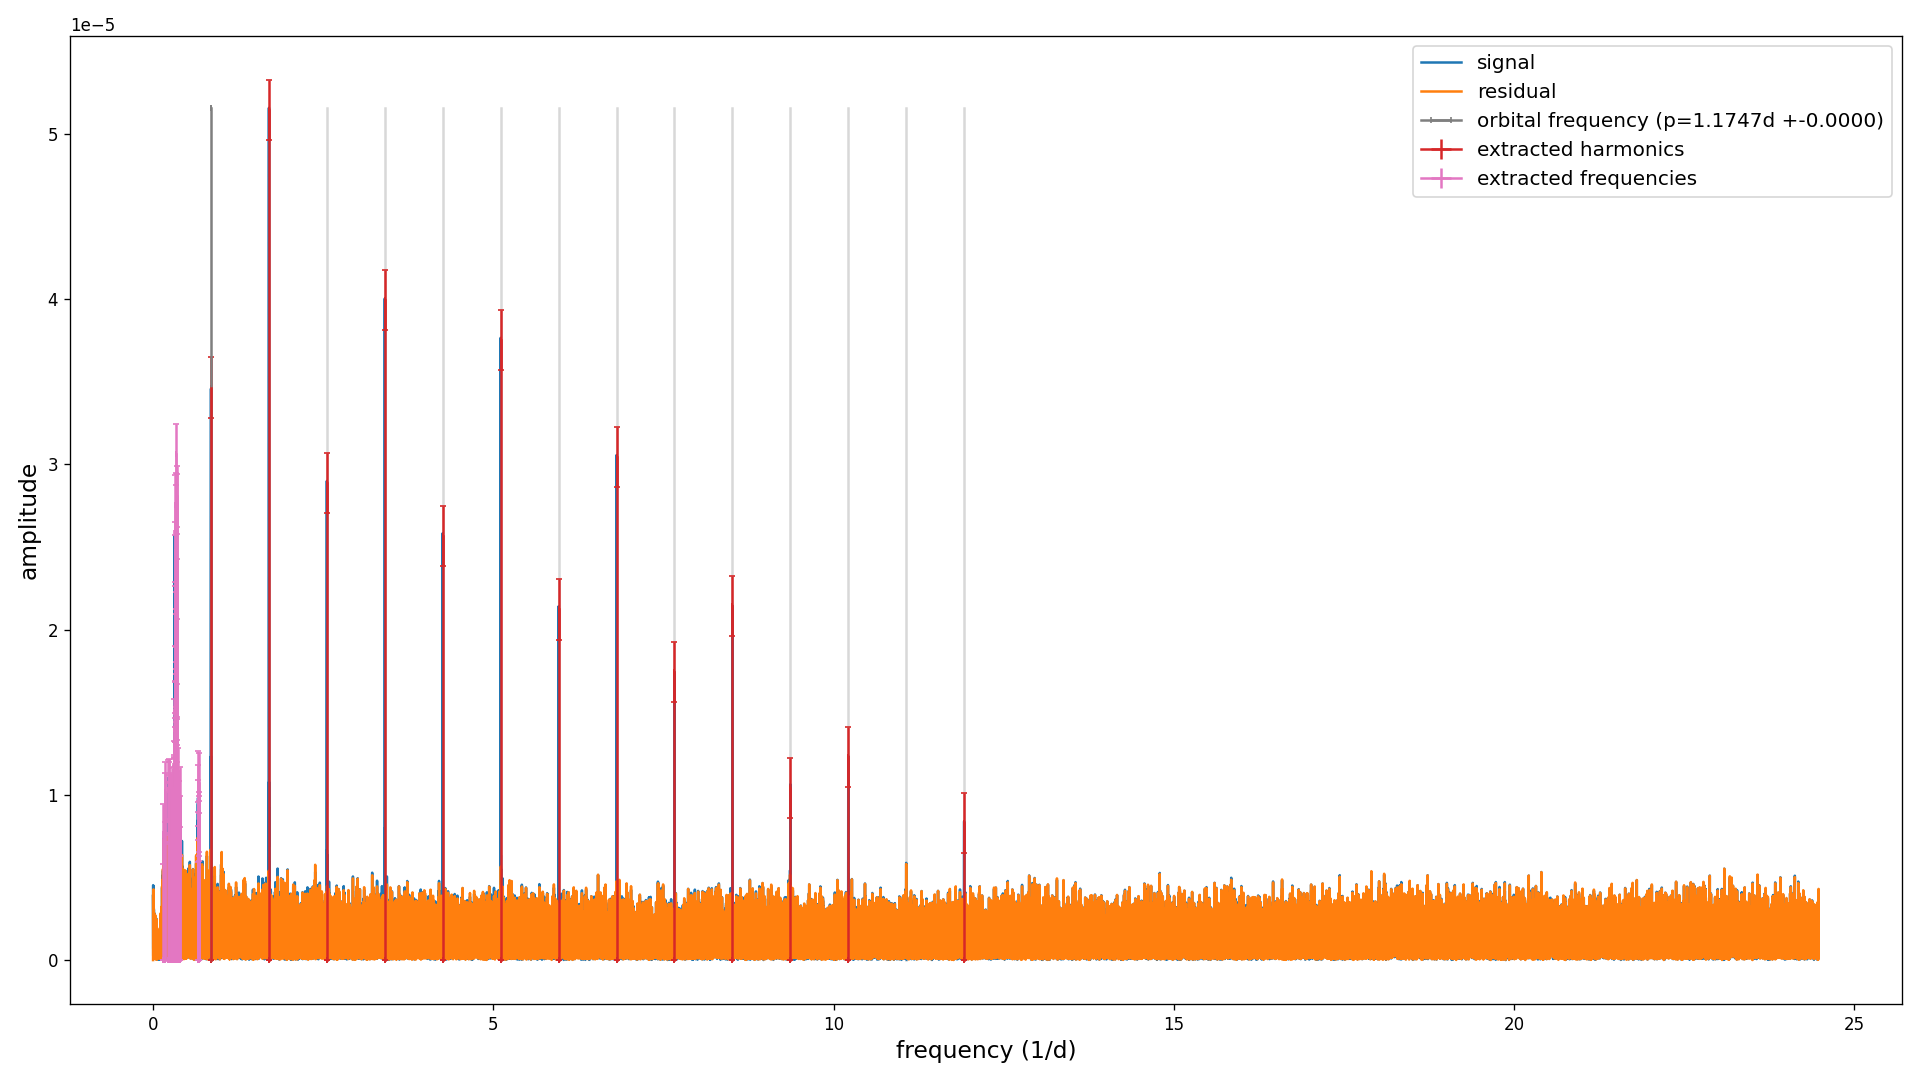 1e−5
signal
residual
orbital frequency (p=1.1747d +-0.0000)
extracted harmonics
extracted frequencies
5
4
3
2
1
0
amplitude
0 5 10 15 20 25
frequency (1/d)